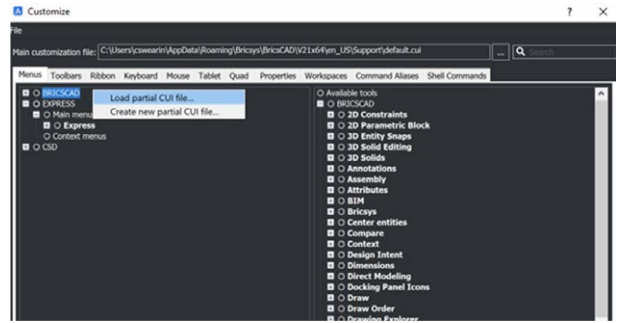 Customize
?
File
Main customization file: C:\Users\cswearin\AppData\Roaming\Bricsys\BricsCAD\V21x64\en_US\Support\default.cui
...
Search
Menus Toolbars Ribbon Keyboard Mouse Tablet Quad Properties Workspaces Command Aliases Shell Commands
BRICSCAD
EXPRESS
Main menu
Express
Context menus
CSD
Load partial CUI file...
Create new partial CUI file...
Available tools
BRICSCAD
2D Constraints
2D Parametric Block
3D Entity Snaps
3D Solid Editing
3D Solids
Annotations
Assembly
Attributes
BIM
Bricsys
Center entities
Compare
Context
Design Intent
Dimensions
Direct Modeling
Docking Panel Icons
Draw
Draw Order
Drawing Explorer